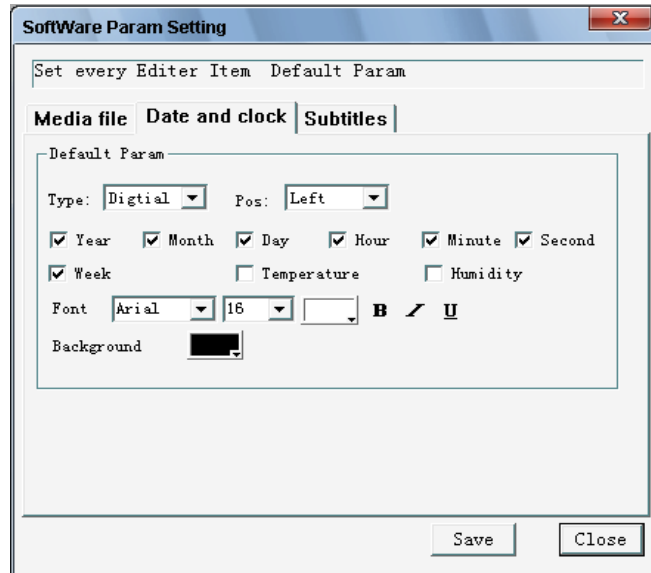 SoftWare Param Setting
Set every Editer Item Default Param
Media file Date and clock Subtitles
Default Param
Type: Digtial Pos: Left
Year Month Day Hour Minute Second
Week Temperature Humidity
Font Arial 16 B I U
Background
Save Close